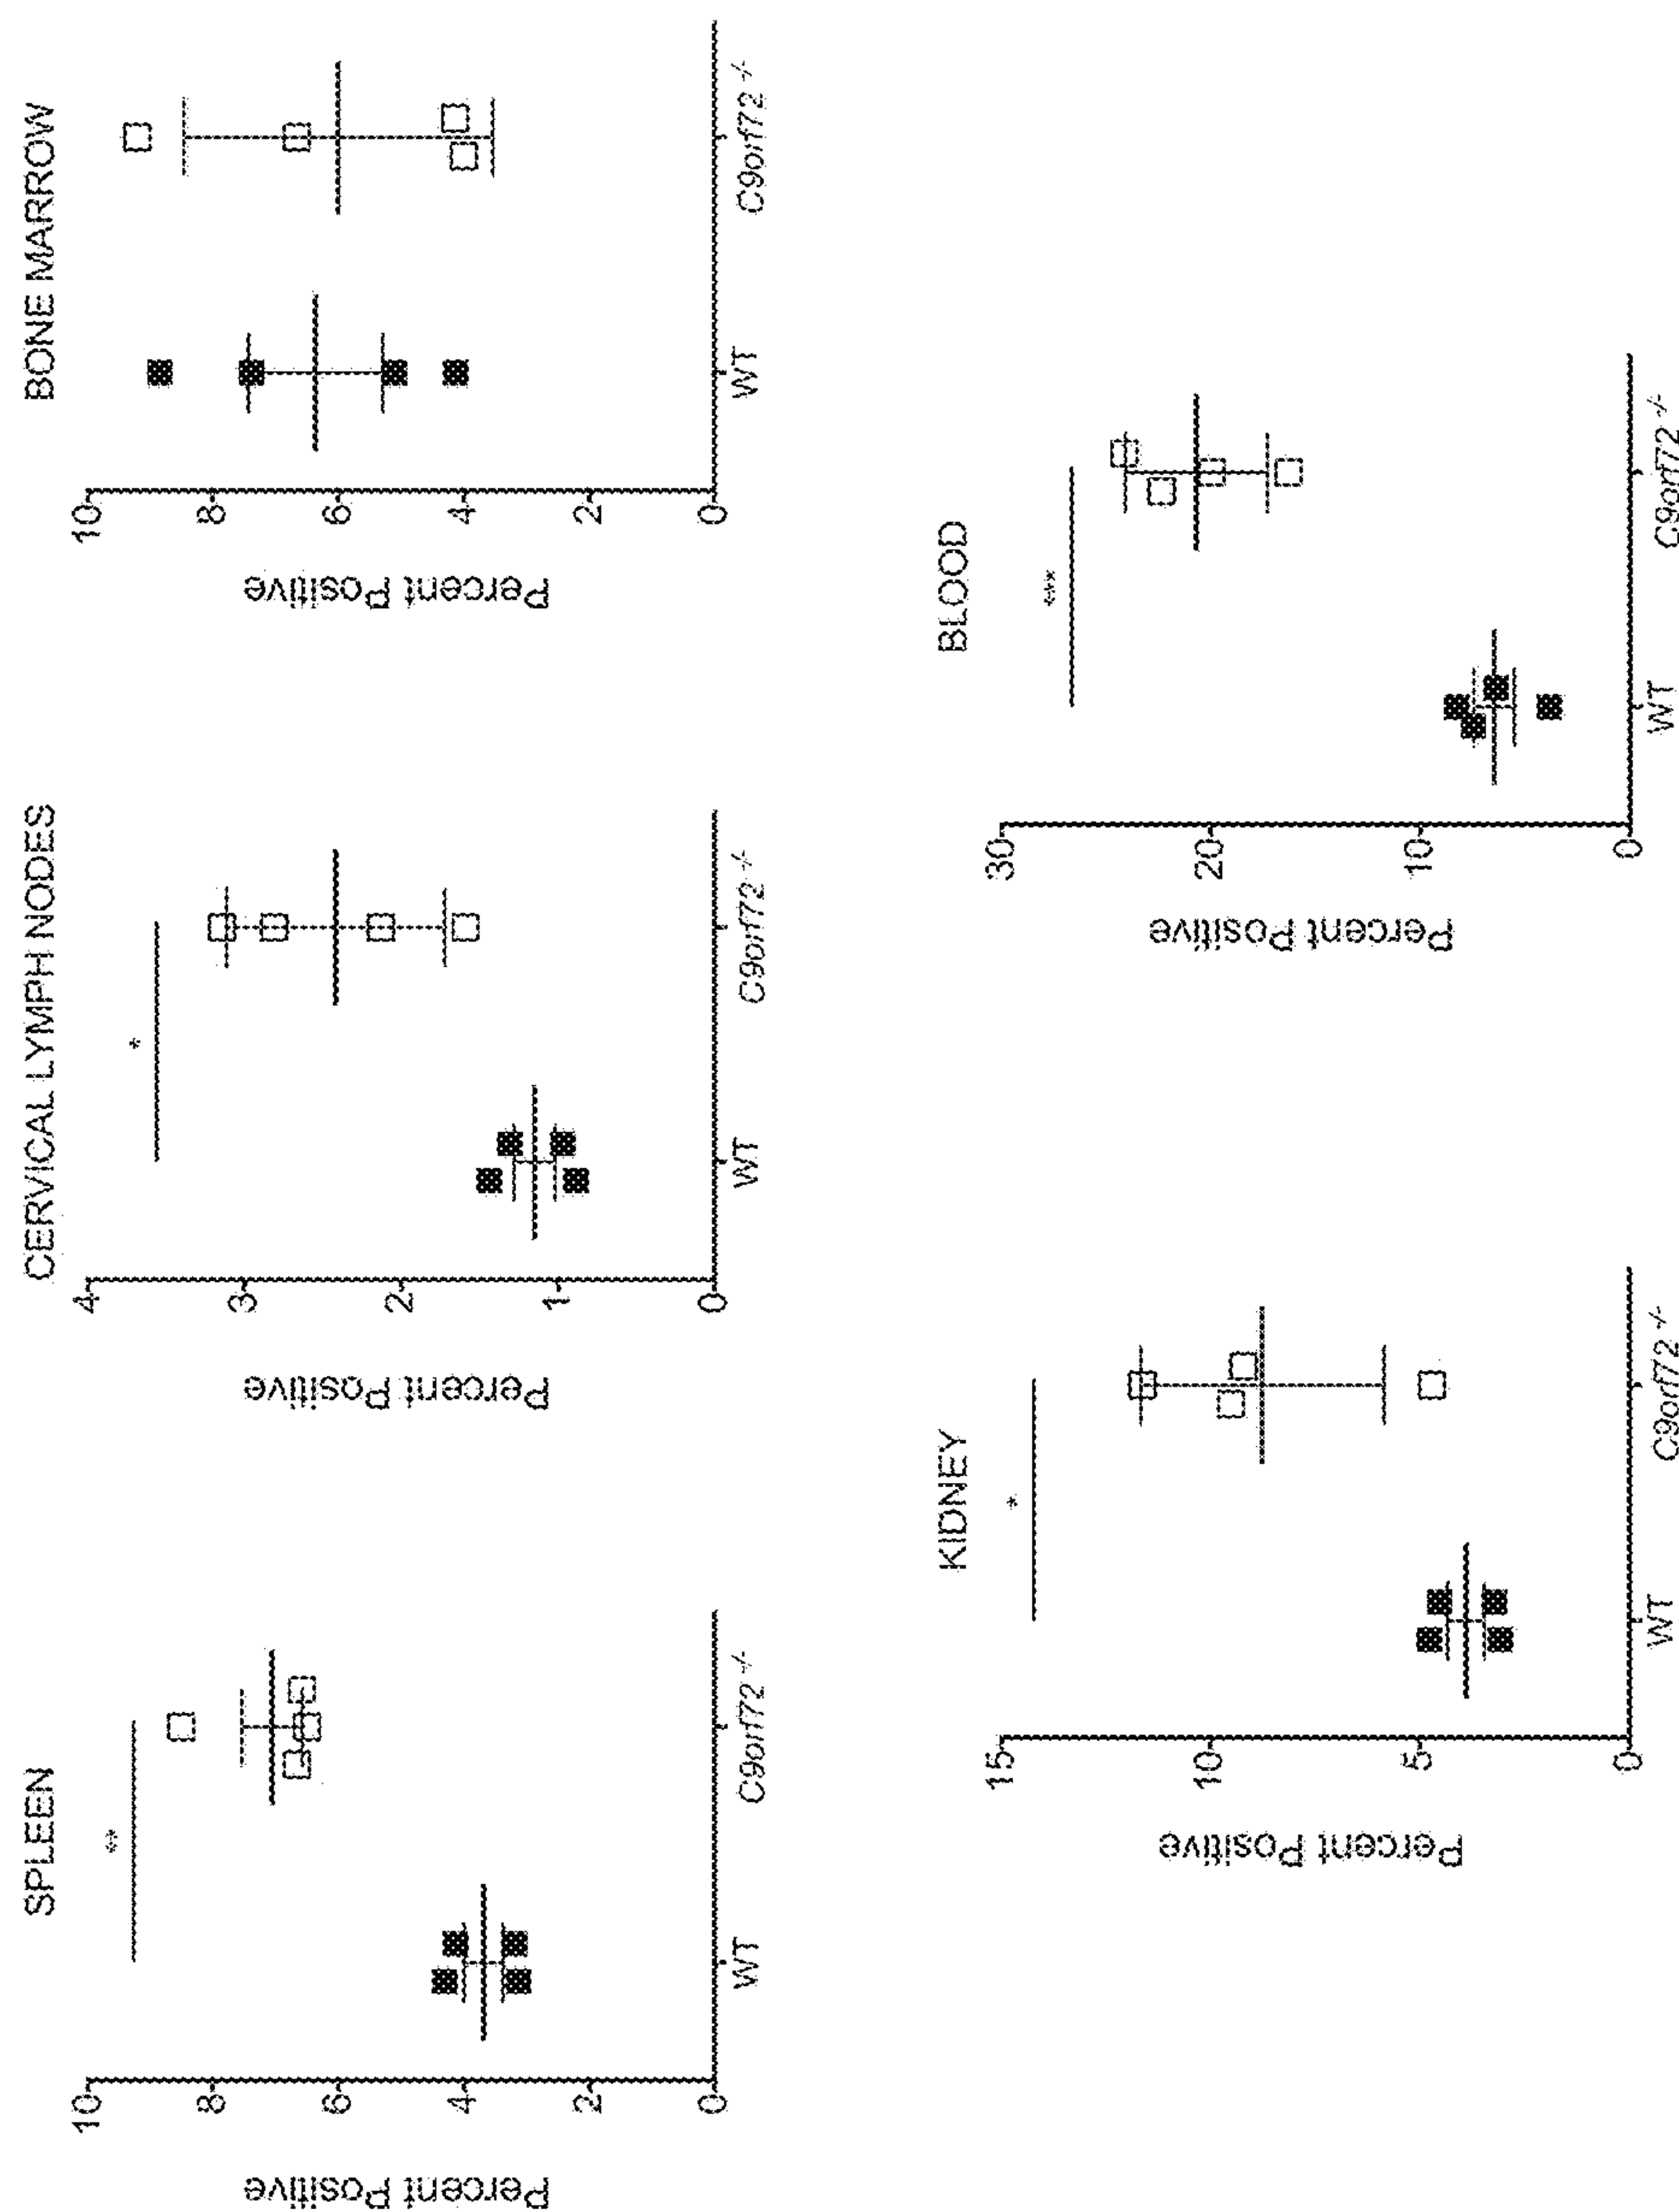 SPLEEN
**
Percent Positive
10
8
6
4
2
0
WT
C9orf72 -/-
CERVICAL LYMPH NODES
*
Percent Positive
4
3
2
1
0
WT
C9orf72 -/-
BONE MARROW
Percent Positive
10
8
6
4
2
0
WT
C9orf72 -/-
KIDNEY
*
Percent Positive
15
10
5
0
WT
C9orf72 -/-
BLOOD
Percent Positive
30
20
10
0
WT
C9orf72 -/-